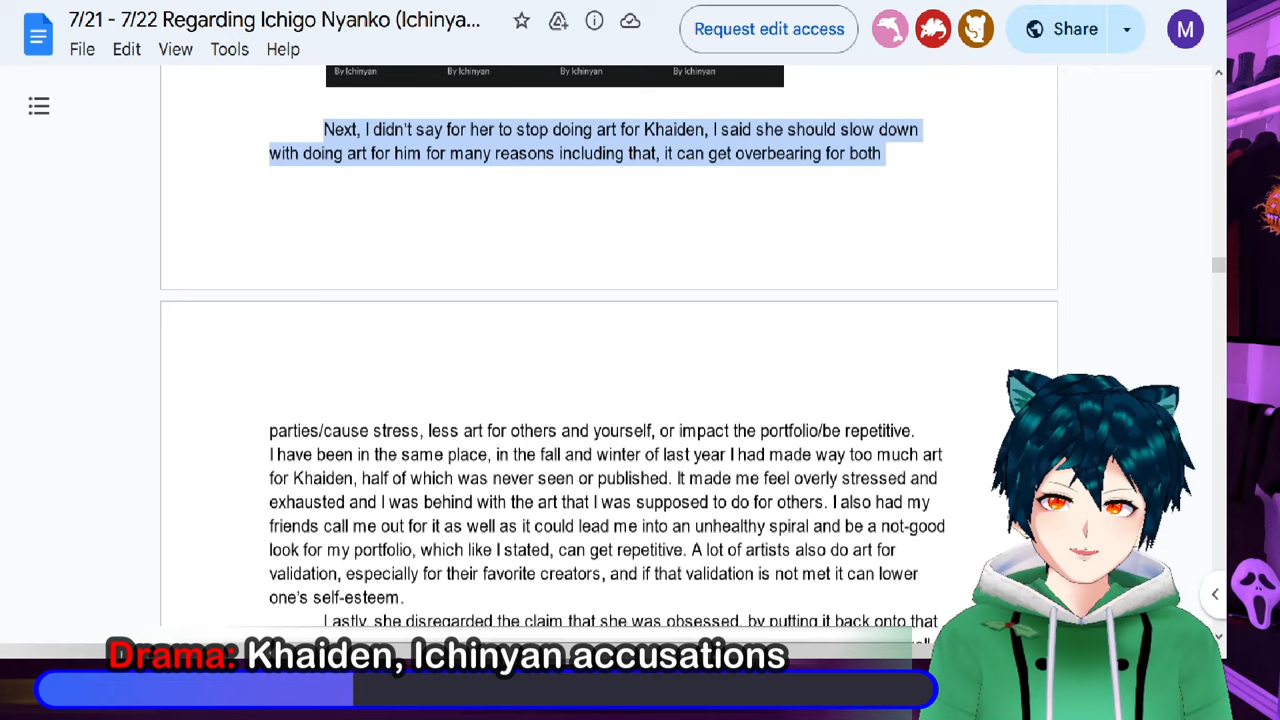 7/21 - 7/22 Regarding Ichigo Nyanko (Ichinya...
Request edit access
Share
M
File Edit View Tools Help
By Ichinyan By Ichinyan By Ichinyan By Ichinyan
Next, I didn't say for her to stop doing art for Khaiden, I said she should slow down
with doing art for him for many reasons including that, it can get overbearing for both
parties/cause stress, less art for others and yourself, or impact the portfolio/be repetitive.
I have been in the same place, in the fall and winter of last year I had made way too much art
for Khaiden, half of which was never seen or published. It made me feel overly stressed and
exhausted and I was behind with the art that I was supposed to do for others. I also had my
friends call me out for it as well as it could lead me into an unhealthy spiral and be a not-good
look for my portfolio, which like I stated, can get repetitive. A lot of artists also do art for
validation, especially for their favorite creators, and if that validation is not met it can lower
one's self-esteem.
Lastly, she disregarded the claim that she was obsessed, by putting it back onto that
Drama: Khaiden, Ichinyan accusations